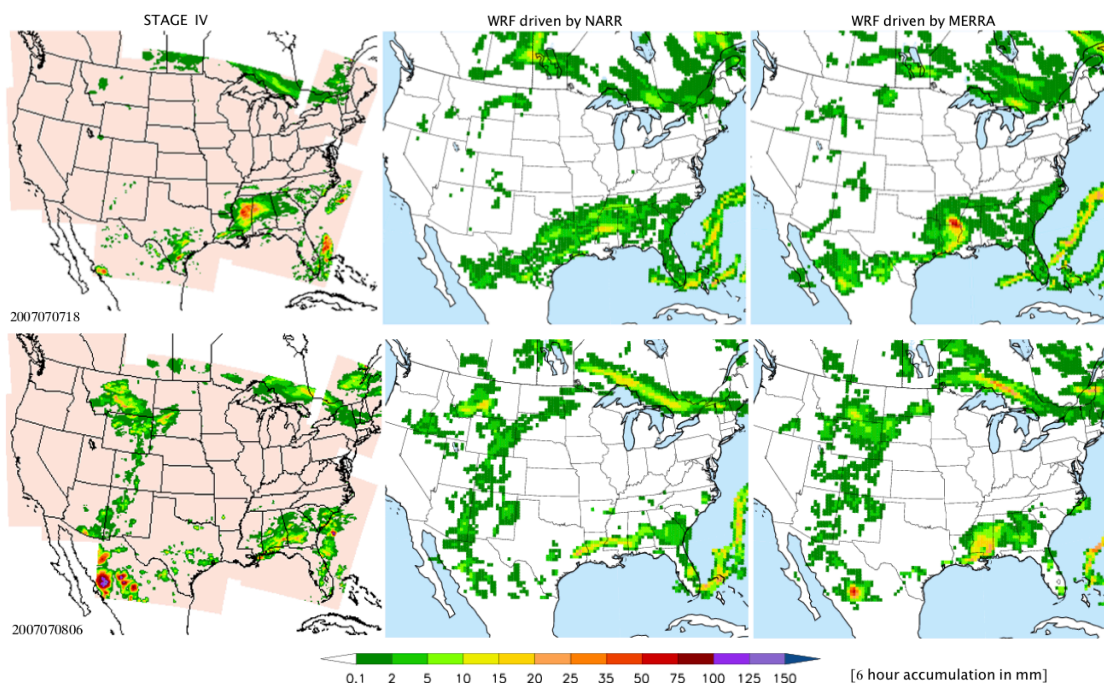 STAGE IV
WRF driven by NARR
WRF driven by MERRA
2007070718
2007070806
0.1 2 5 10 15 20 25 35 50 75 100 125 150
[6 hour accumulation in mm]